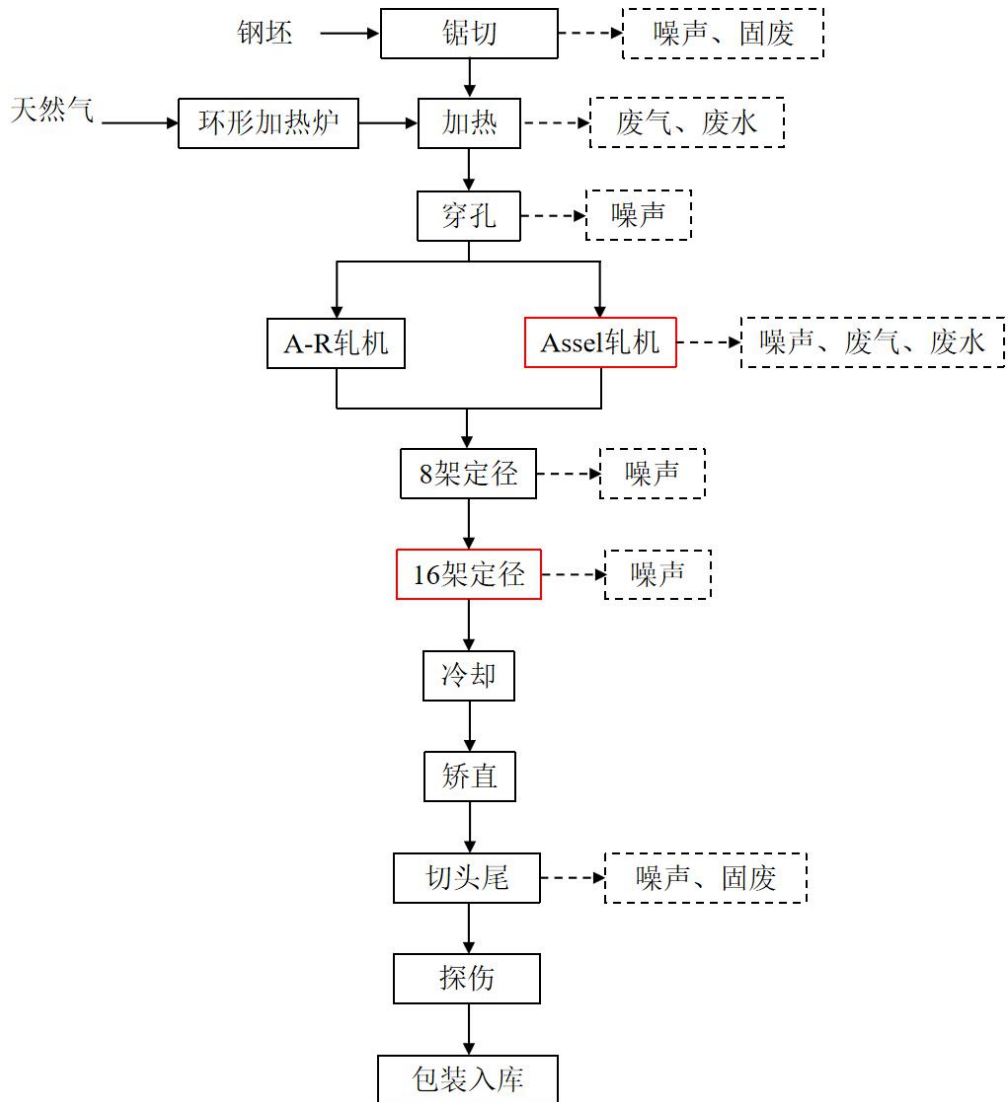 钢坯
锯切
噪声、固废
天然气
环形加热炉
加热
废气、废水
穿孔
噪声
A-R轧机
Assel轧机
噪声、废气、废水
8架定径
噪声
16架定径
噪声
冷却
矫直
切头尾
噪声、固废
探伤
包装入库